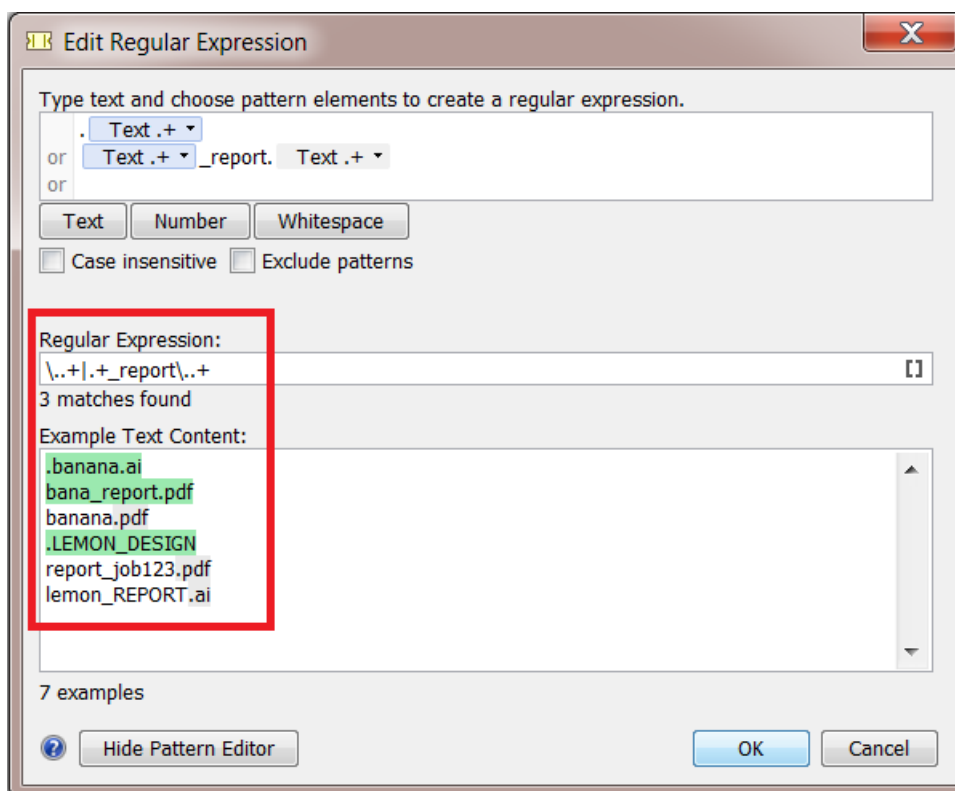 Edit Regular Expression
X
Type text and choose pattern elements to create a regular expression.
. Text .+
or Text .+ _report. Text .+
or
Text Number Whitespace
Case insensitive Exclude patterns
Regular Expression:
\..+|.+_report\..+ []
3 matches found
Example Text Content:
.banana.ai
bana_report.pdf
banana.pdf
.LEMON_DESIGN
report_job123.pdf
lemon_REPORT.ai
7 examples
? Hide Pattern Editor OK Cancel